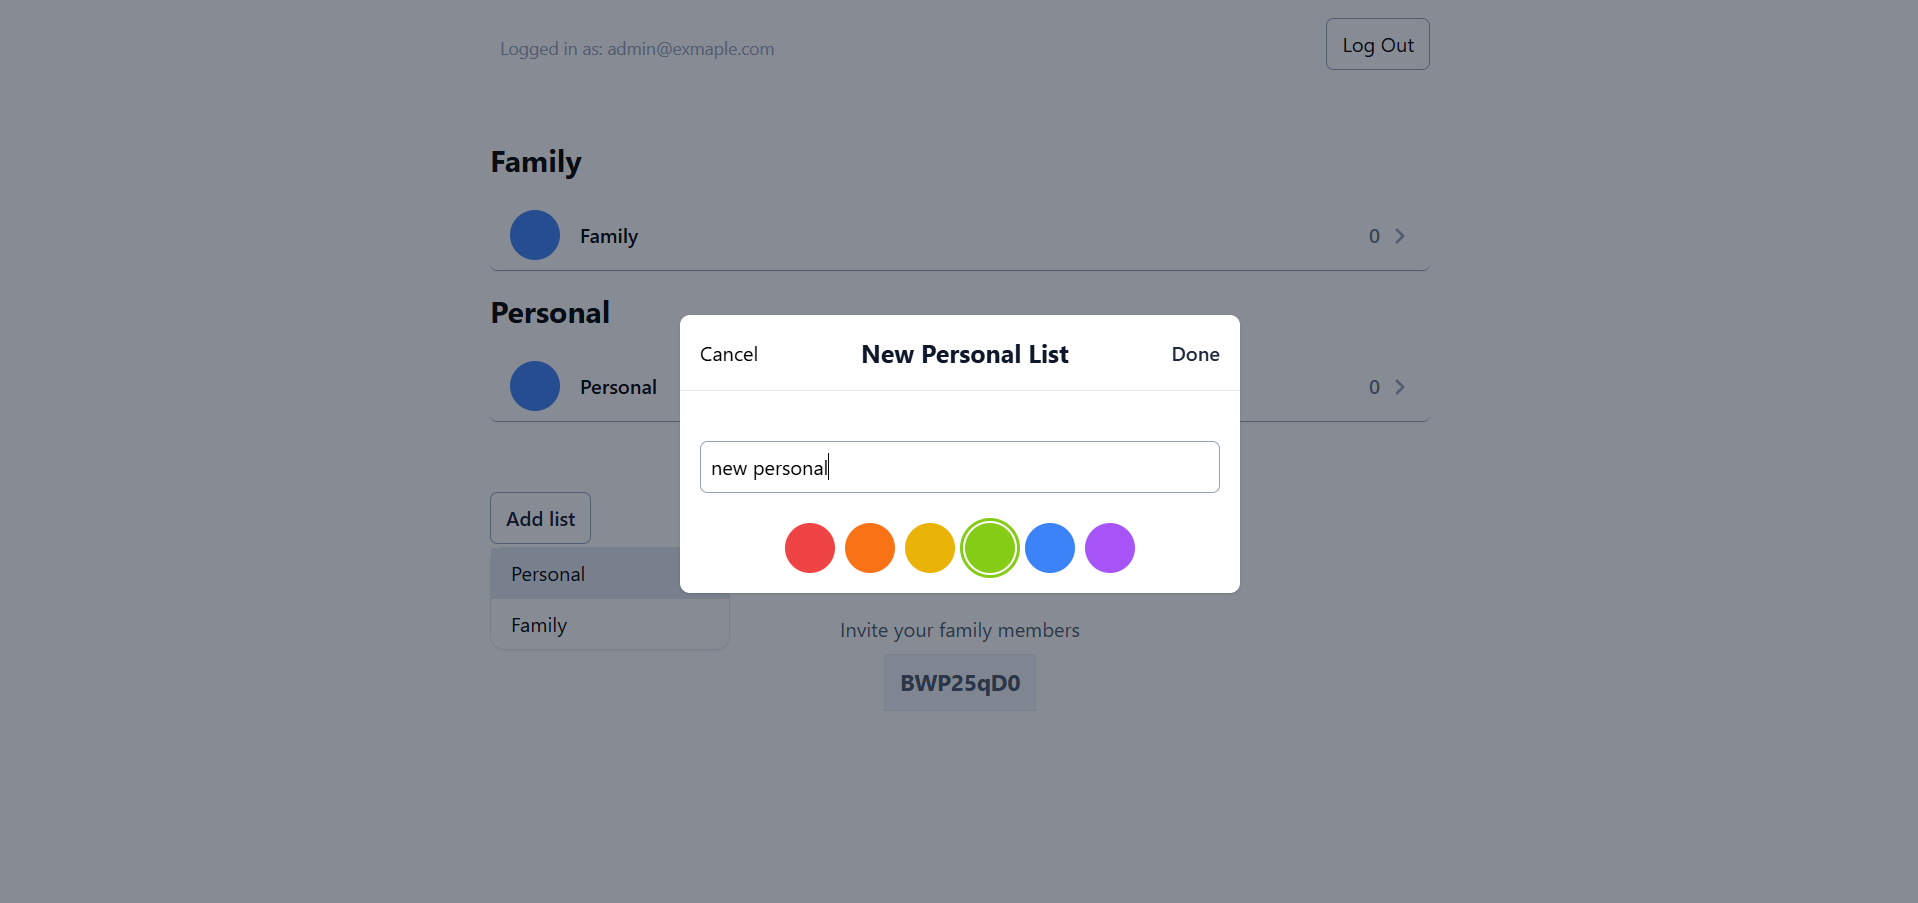 Logged in as: admin@exmaple.com
Log Out
Family
Family 0
Personal
Personal 0
Cancel New Personal List Done
new personal
Add list
Personal
Family
Invite your family members
BWP25qD0